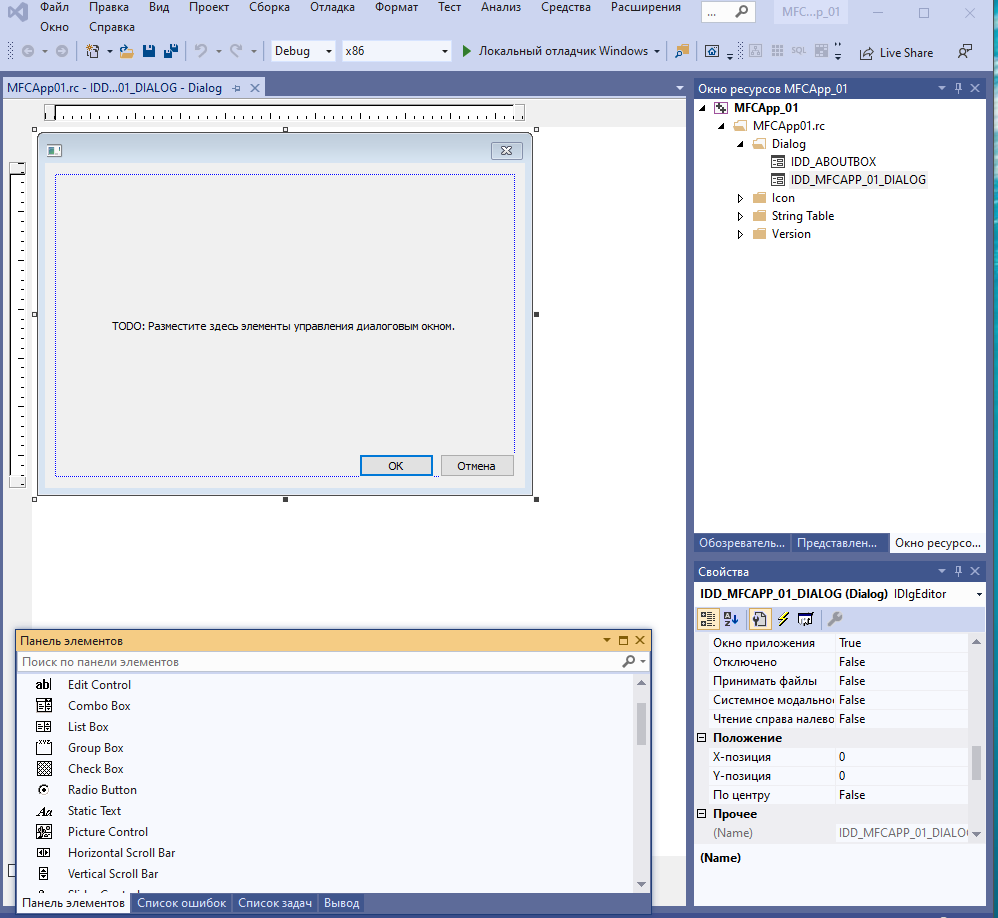 Файл Правка Вид Проект Сборка Отладка Тест Анализ Средства Расширения ... MFC...p_01
Окно Справка
Debug x86 Локальный отладчик Windows SQL Live Share
MFCApp01.rc - IDD...01_DIALOG - Dialog
TODO: Разместите здесь элементы управления диалоговым окном.
OK Отмена
Окно ресурсов MFCApp_01
MFCApp_01
MFCApp01.rc
Dialog
IDD_ABOUTBOX
IDD_MFCAPP_01_DIALOG
Icon
String Table
Version
Обозреватель... Представлен... Окно ресурсо...
Свойства
IDD_MFCAPP_01_DIALOG (Dialog) IDlgEditor
Окно приложения True
Отключено False
Принимать файлы False
Системное модально False
Чтение справа налево False
Положение
X-позиция 0
Y-позиция 0
По центру False
Прочее
(Name) IDD_MFCAPP_01_DIALO
(Name)
Панель элементов
Поиск по панели элементов
ab Edit Control
Combo Box
List Box
XYZ Group Box
Check Box
Radio Button
Aa Static Text
Picture Control
Horizontal Scroll Bar
Vertical Scroll Bar
Панель элементов Список ошибок Список задач Вывод